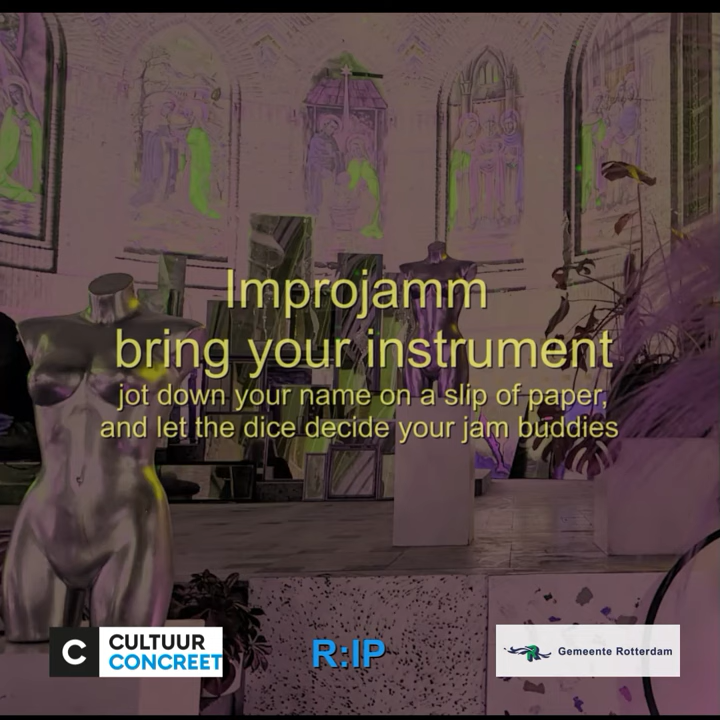 Improjamm
bring your instrument
jot down your name on a slip of paper,
and let the dice decide your jam buddies
C CULTUUR
CONCREET
R:IP
Gemeente Rotterdam